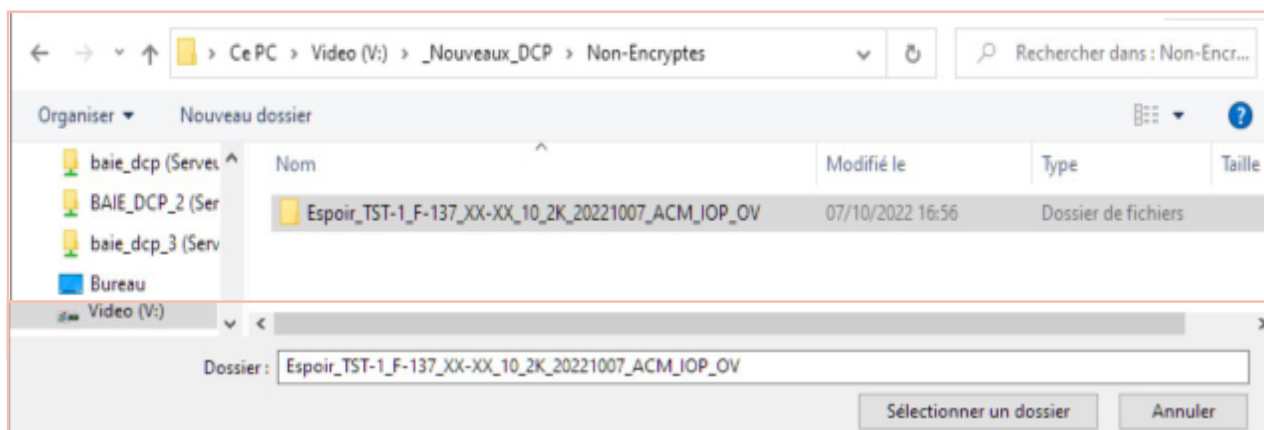 Ce PC > Video (V:) > _Nouveaux_DCP > Non-Encryptes
Rechercher dans : Non-Encr...
Organiser
Nouveau dossier
Nom
Modifié le
Type
Taille
baie_dcp (Serveu
BAIE_DCP_2 (Ser
baie_dcp_3 (Serv
Bureau
Video (V:)
Espoir_TST-1_F-137_XX-XX_10_2K_20221007_ACM_IOP_OV
07/10/2022 16:56
Dossier de fichiers
Dossier : Espoir_TST-1_F-137_XX-XX_10_2K_20221007_ACM_IOP_OV
Sélectionner un dossier
Annuler